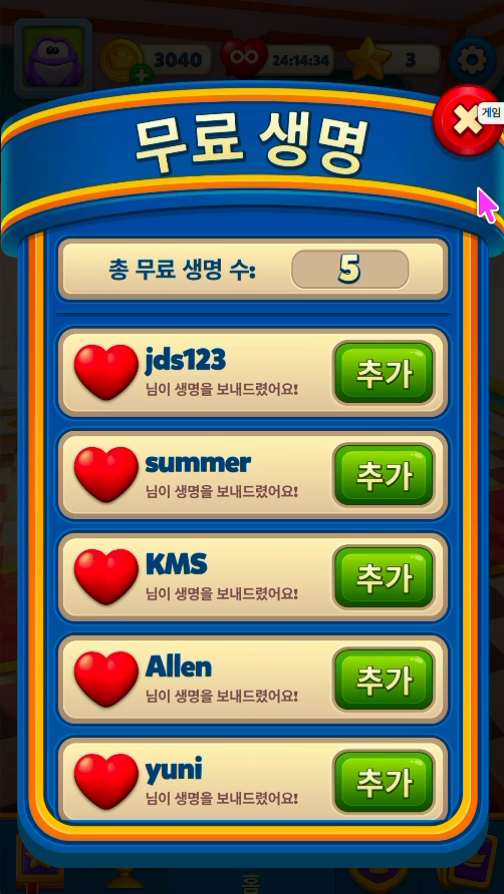 3040
24:14:34
3
게임
무료 생명
총 무료 생명 수: 5
jds123
님이 생명을 보내드렸어요!
추가
summer
님이 생명을 보내드렸어요!
추가
KMS
님이 생명을 보내드렸어요!
추가
Allen
님이 생명을 보내드렸어요!
추가
yuni
님이 생명을 보내드렸어요!
추가
홈